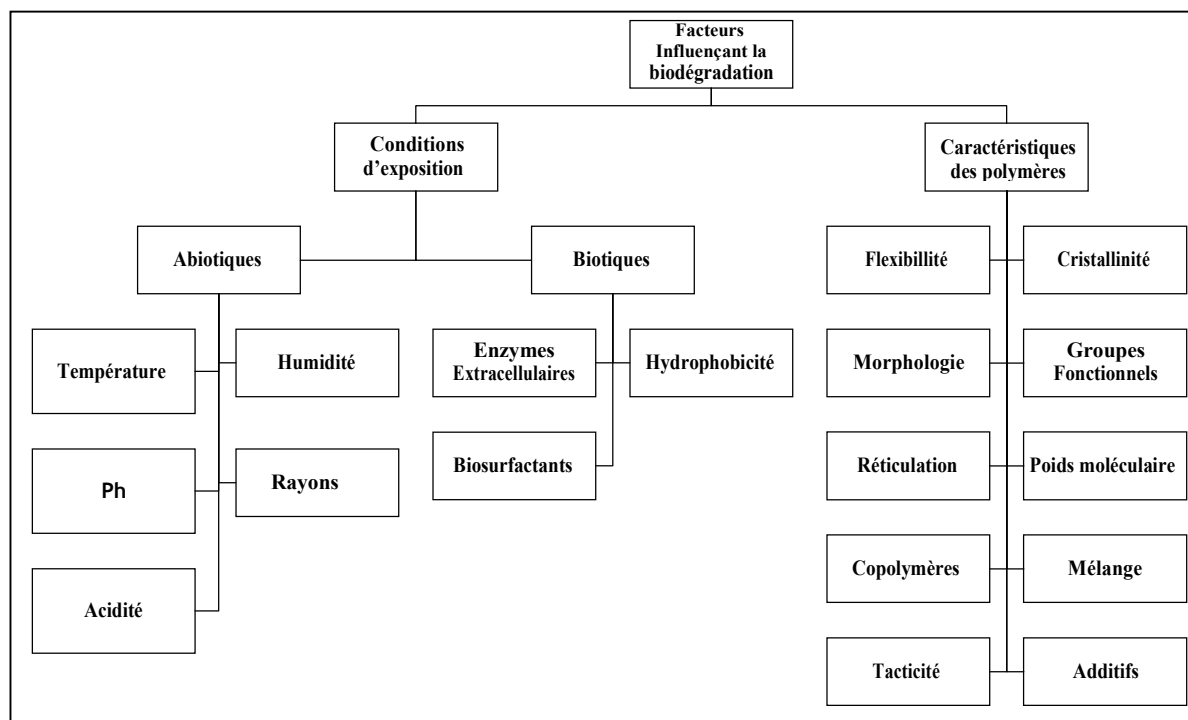 Facteurs
Influençant la
biodégradation
Conditions
d’exposition
Caractéristiques
des polymères
Abiotiques
Biotiques
Flexibillité
Cristallinité
Température
Humidité
Enzymes
Extracellulaires
Hydrophobicité
Morphologie
Groupes
Fonctionnels
Ph
Rayons
Biosurfactants
Réticulation
Poids moléculaire
Acidité
Copolymères
Mélange
Tacticité
Additifs